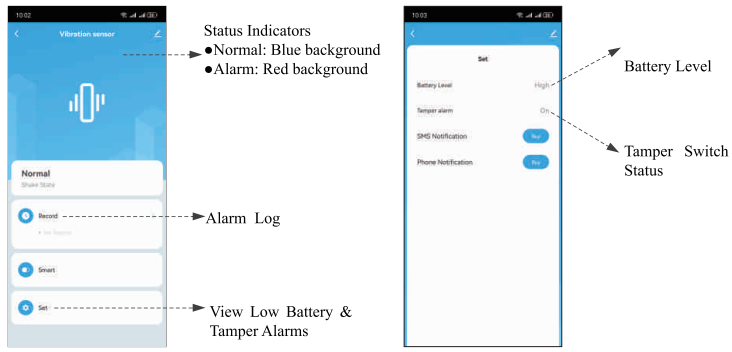 10:02
Vibration sensor
Status Indicators
●Normal: Blue background
●Alarm: Red background
Normal
Shake State
Record
Alarm Log
Smart
Set
View Low Battery &
Tamper Alarms
10:03
Set
Battery Level High
Battery Level
Tamper alarm On
Tamper Switch
Status
SMS Notification Buy
Phone Notification Buy